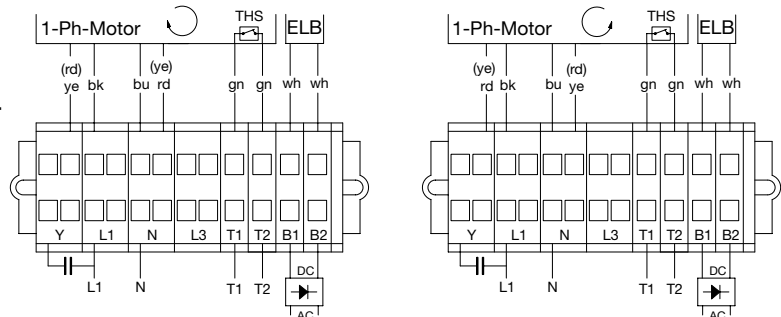 1-Ph-Motor THS ELB
(rd) (ye)
ye bk bu rd gn gn wh wh
Y L1 N L3 T1 T2 B1 B2
DC
L1 N T1 T2
AC
1-Ph-Motor THS ELB
(ye) (rd)
rd bk bu ye gn gn wh wh
Y L1 N L3 T1 T2 B1 B2
DC
L1 N T1 T2
AC